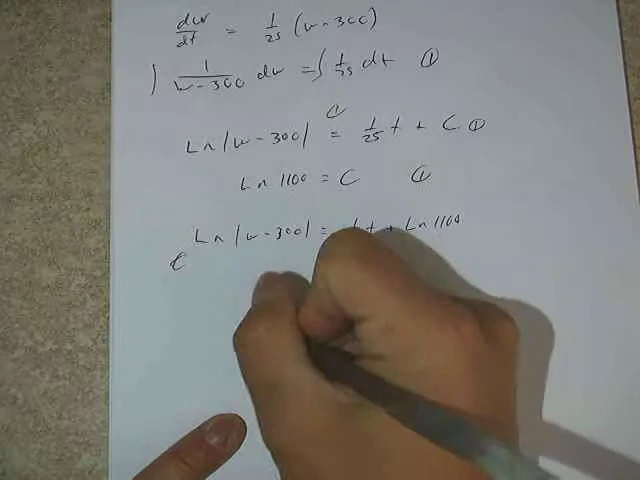 dw/dt = 1/25 (w - 300)
∫ 1/(w - 300) dw = ∫ 1/25 dt ①
Ln |w - 300| ① = 1/25 t + C ①
Ln 1100 = C ①
e Ln |w - 300| = t + Ln 1100